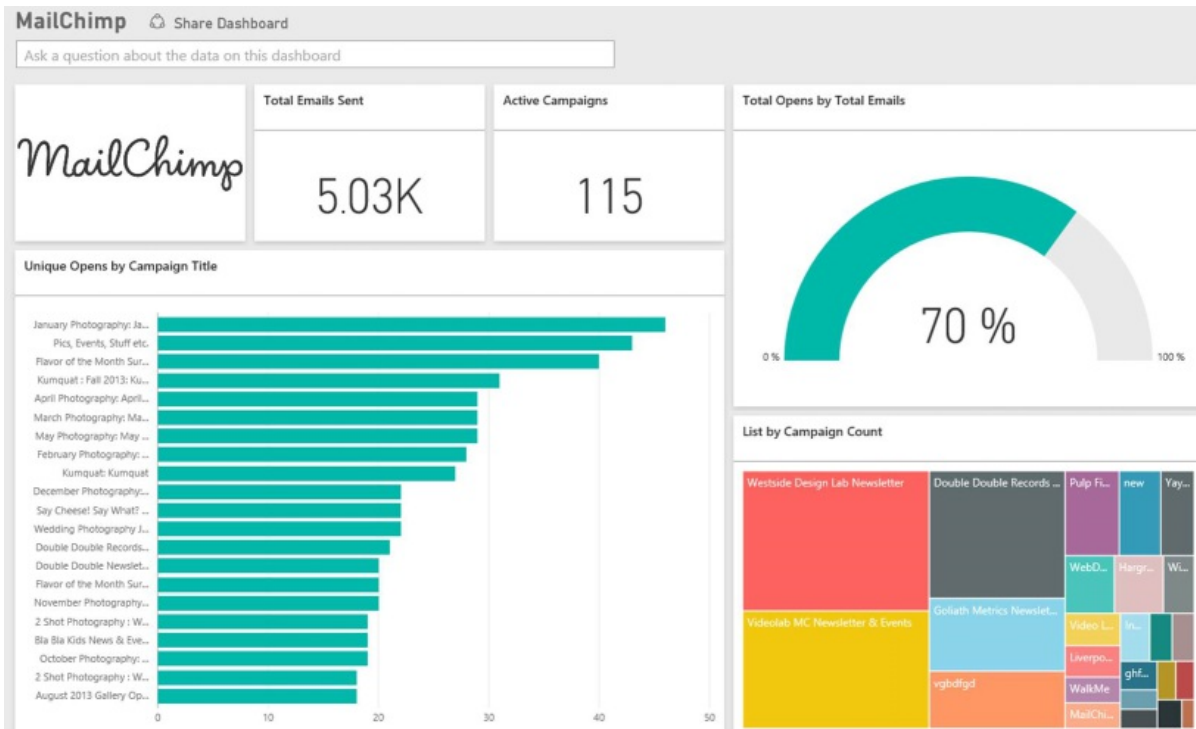 MailChimp Share Dashboard
Ask a question about the data on this dashboard
MailChimp
Total Emails Sent
5.03K
Active Campaigns
115
Total Opens by Total Emails
70 %
0 %
100 %
Unique Opens by Campaign Title
January Photography: Ja...
Pics, Events, Stuff etc.
Flavor of the Month Sur...
Kumquat : Fall 2013: Ku...
April Photography: April...
March Photography: Ma...
May Photography: May ...
February Photography: ...
Kumquat: Kumquat
December Photography:...
Say Cheese! Say What? ...
Wedding Photography J...
Double Double Records...
Double Double Newslet...
Flavor of the Month Sur...
November Photography...
2 Shot Photography : W...
Bla Bla Kids News & Eve...
October Photography: ...
2 Shot Photography : W...
August 2013 Gallery Op...
0 10 20 30 40 50
List by Campaign Count
Westside Design Lab Newsletter
Videolab MC Newsletter & Events
Double Double Records ...
Goliath Metrics Newslet...
vgbdfgd
Pulp Fi...
new
Yay...
WebD...
Hargr...
Wi...
Video L...
In...
Liverpo...
ghf...
WalkMe
MailChi...